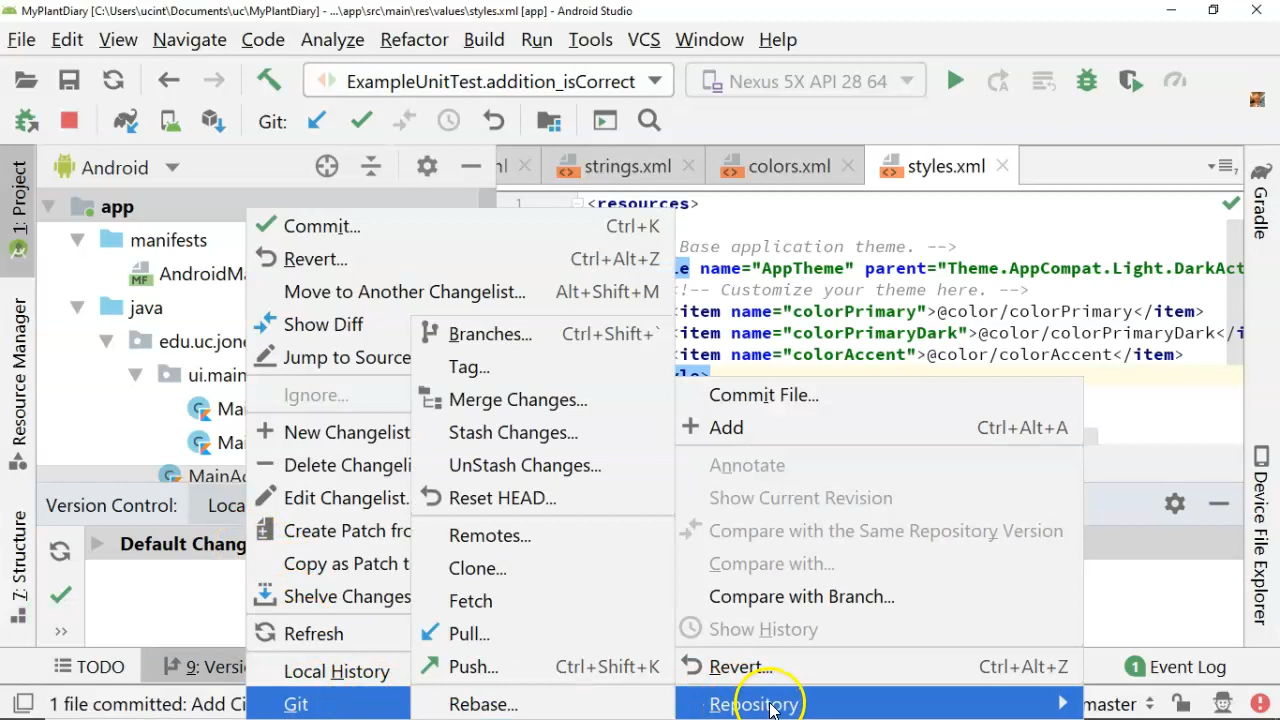 MyPlantDiary [C:\Users\ucint\Documents\uc\MyPlantDiary] - ...\app\src\main\res\values\styles.xml [app] - Android Studio
File Edit View Navigate Code Analyze Refactor Build Run Tools VCS Window Help
ExampleUnitTest.addition_isCorrect Nexus 5X API 28 64
Git:
Android strings.xml colors.xml styles.xml
1: Project
Resource Manager
7: Structure
Gradle
Device File Explorer
app
manifests
MF
java
edu.uc.jone
ui.main
Version Control:
Default Chang
TODO
9: Versi
1 file committed: Add Ci
Commit... Ctrl+K
Revert... Ctrl+Alt+Z
Move to Another Changelist... Alt+Shift+M
Show Diff
Jump to Source
Ignore...
New Changelist
Delete Changeli
Edit Changelist.
Create Patch fro
Copy as Patch t
Shelve Changes
Refresh
Local History
Git
Branches... Ctrl+Shift+`
Tag...
Merge Changes...
Stash Changes...
UnStash Changes...
Reset HEAD...
Remotes...
Clone...
Fetch
Pull...
Push... Ctrl+Shift+K
Rebase...
Commit File...
Add Ctrl+Alt+A
Annotate
Show Current Revision
Compare with the Same Repository Version
Compare with...
Compare with Branch...
Show History
Revert... Ctrl+Alt+Z
Repository
1 <resources>
Base application theme. -->
le name="AppTheme" parent="Theme.AppCompat.Light.DarkAct
!-- Customize your theme here. -->
item name="colorPrimary">@color/colorPrimary</item>
item name="colorPrimaryDark">@color/colorPrimaryDark</i
item name="colorAccent">@color/colorAccent</item>
1 Event Log
master